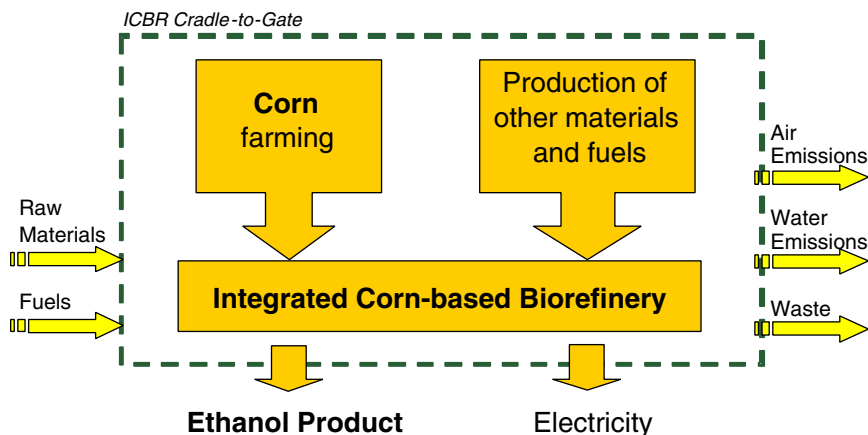 ICBR Cradle-to-Gate
Corn
farming
Production of
other materials
and fuels
Raw
Materials
Fuels
Integrated Corn-based Biorefinery
Air
Emissions
Water
Emissions
Waste
Ethanol Product
Electricity